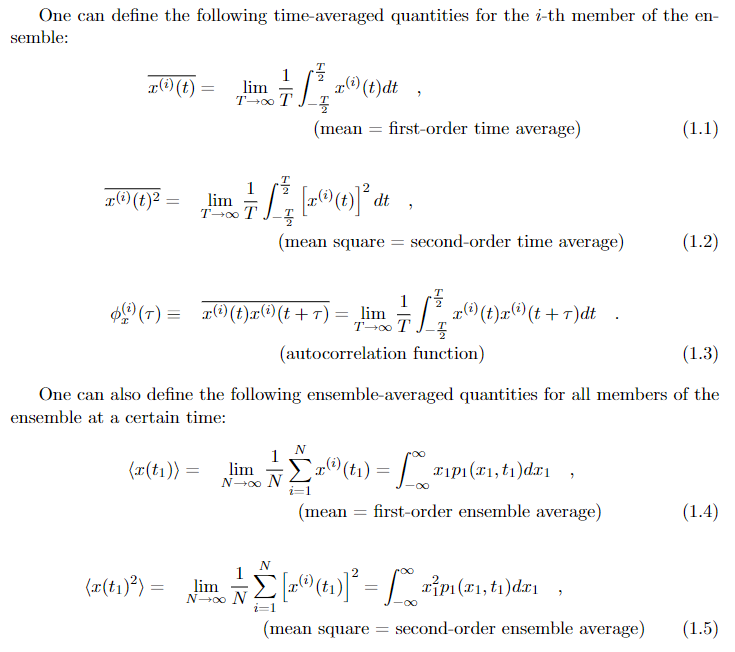 One can define the following time-averaged quantities for the i-th member of the en-
semble:
$\overline{x^{(i)}(t)} = \lim_{T\to\infty} \frac{1}{T} \int_{-\frac{T}{2}}^{\frac{T}{2}} x^{(i)}(t)dt$ ,
(mean = first-order time average) (1.1)
$\overline{x^{(i)}(t)^2} = \lim_{T\to\infty} \frac{1}{T} \int_{-\frac{T}{2}}^{\frac{T}{2}} \left[x^{(i)}(t)\right]^2 dt$ ,
(mean square = second-order time average) (1.2)
$\phi_x^{(i)}(\tau) \equiv \overline{x^{(i)}(t)x^{(i)}(t+\tau)} = \lim_{T\to\infty} \frac{1}{T} \int_{-\frac{T}{2}}^{\frac{T}{2}} x^{(i)}(t)x^{(i)}(t+\tau)dt$ .
(autocorrelation function) (1.3)
One can also define the following ensemble-averaged quantities for all members of the
ensemble at a certain time:
$\langle x(t_1)\rangle = \lim_{N\to\infty} \frac{1}{N} \sum_{i=1}^{N} x^{(i)}(t_1) = \int_{-\infty}^{\infty} x_1 p_1(x_1, t_1)dx_1$ ,
(mean = first-order ensemble average) (1.4)
$\langle x(t_1)^2\rangle = \lim_{N\to\infty} \frac{1}{N} \sum_{i=1}^{N} \left[x^{(i)}(t_1)\right]^2 = \int_{-\infty}^{\infty} x_1^2 p_1(x_1, t_1)dx_1$ ,
(mean square = second-order ensemble average) (1.5)